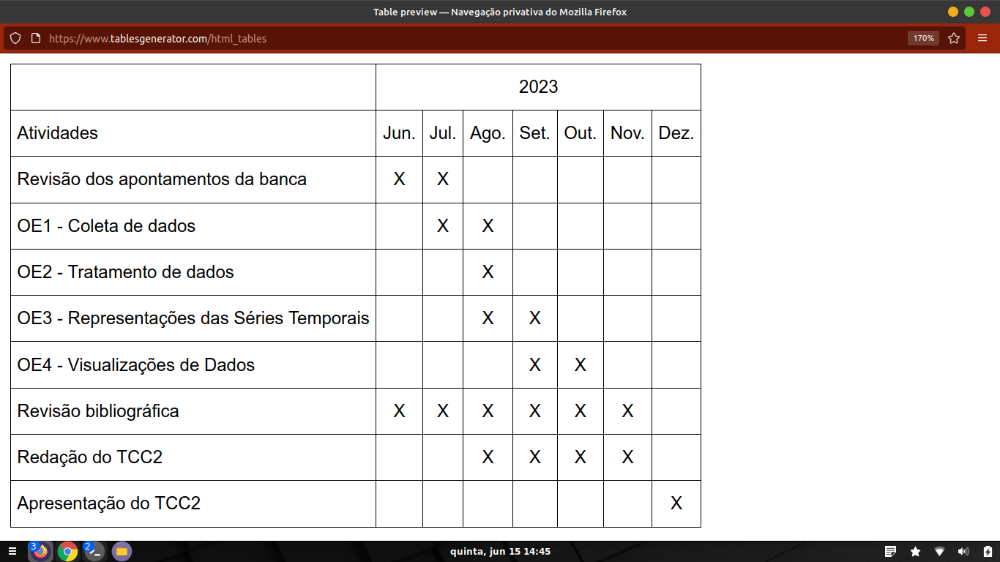 Table preview — Navegação privativa do Mozilla Firefox
https://www.tablesgenerator.com/html_tables 170%
2023
Atividades Jun. Jul. Ago. Set. Out. Nov. Dez.
Revisão dos apontamentos da banca X X
OE1 - Coleta de dados X X
OE2 - Tratamento de dados X
OE3 - Representações das Séries Temporais X X
OE4 - Visualizações de Dados X X
Revisão bibliográfica X X X X X X
Redação do TCC2 X X X X
Apresentação do TCC2 X
3 2 quinta, jun 15 14:45